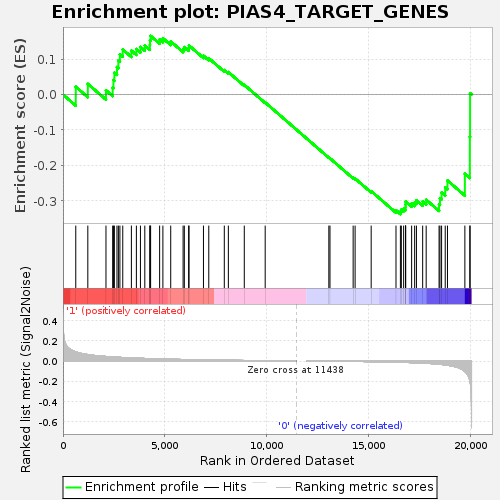 Enrichment plot: PIAS4_TARGET_GENES
Enrichment score (ES)
0.1
0.0
-0.1
-0.2
-0.3
'1' (positively correlated)
Ranked list metric (Signal2Noise)
0.4
0.2
0.0
-0.2
-0.4
-0.6
Zero cross at 11438
'0' (negatively correlated)
0
5,000
10,000
15,000
20,000
Rank in Ordered Dataset
Enrichment profile
Hits
Ranking metric scores